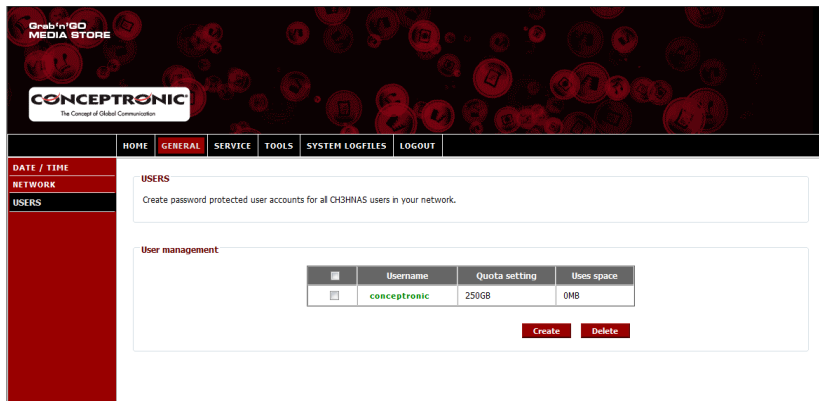 Grab'n'GO
MEDIA STORE
CONCEPTRONIC®
The Concept of Global Communication
HOME GENERAL SERVICE TOOLS SYSTEM LOGFILES LOGOUT
DATE / TIME
NETWORK
USERS
USERS
Create password protected user accounts for all CH3HNAS users in your network.
User management
Username Quota setting Uses space
conceptronic 250GB 0MB
Create Delete